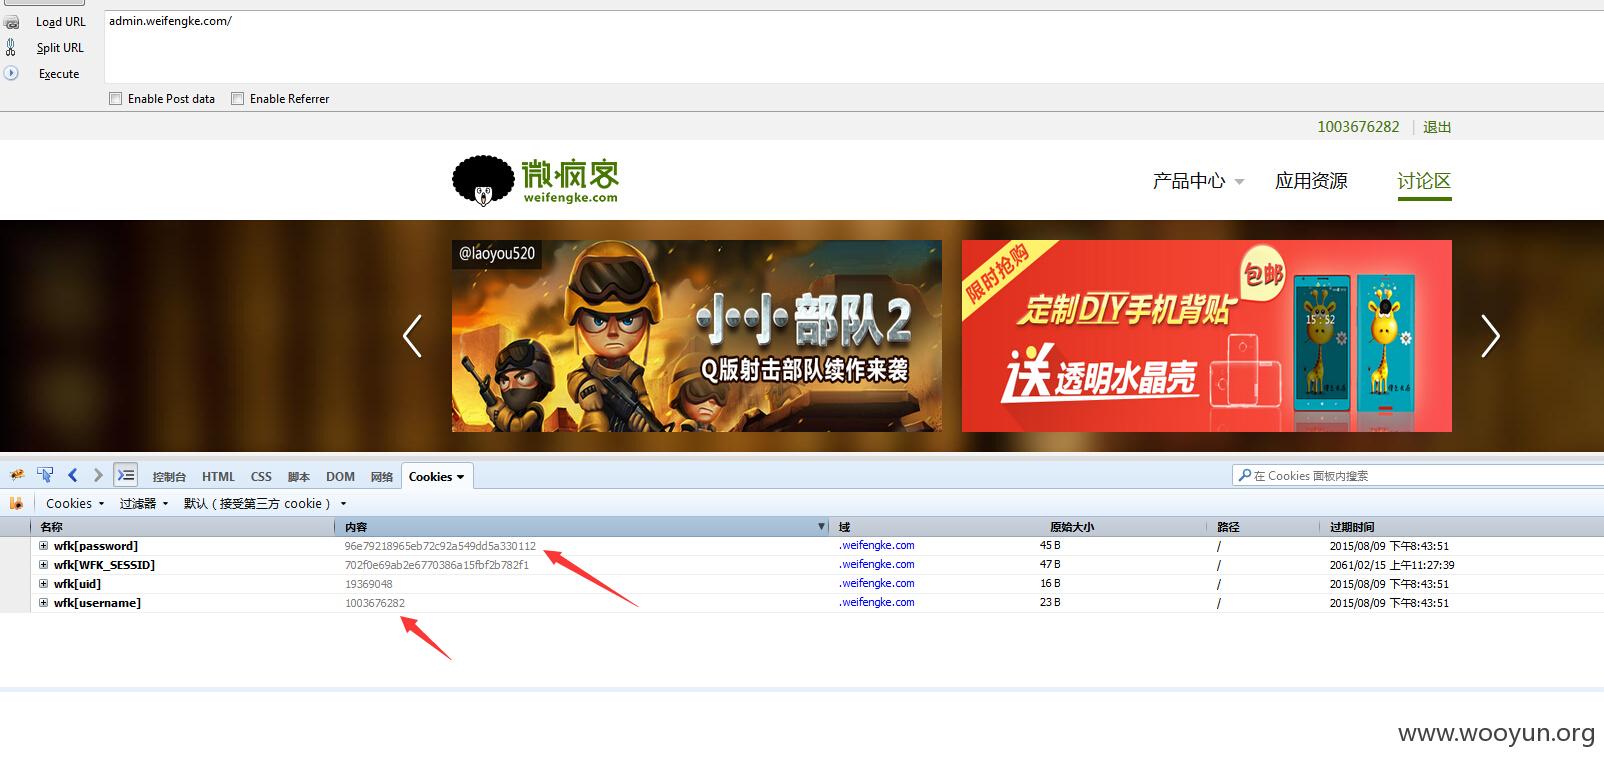 Load URL
admin.weifengke.com/
Split URL
Execute
Enable Post data
Enable Referrer
1003676282 | 退出
微疯客
weifengke.com
产品中心
应用资源
讨论区
@laoyou520
小小部队2
Q版射击部队续作来袭
限时抢购
包邮
定制DIY手机背贴
送透明水晶壳
15:52
控制台 HTML CSS 脚本 DOM 网络 Cookies
在 Cookies 面板内搜索
Cookies 过滤器 默认（接受第三方 cookie）
名称 内容 域 原始大小 路径 过期时间
wfk[password] 96e79218965eb72c92a549dd5a330112 .weifengke.com 45 B / 2015/08/09 下午8:43:51
wfk[WFK_SESSID] 702f0e69ab2e6770386a15fbf2b782f1 .weifengke.com 47 B / 2061/02/15 上午11:27:39
wfk[uid] 19369048 .weifengke.com 16 B / 2015/08/09 下午8:43:51
wfk[username] 1003676282 .weifengke.com 23 B / 2015/08/09 下午8:43:51
www.wooyun.org